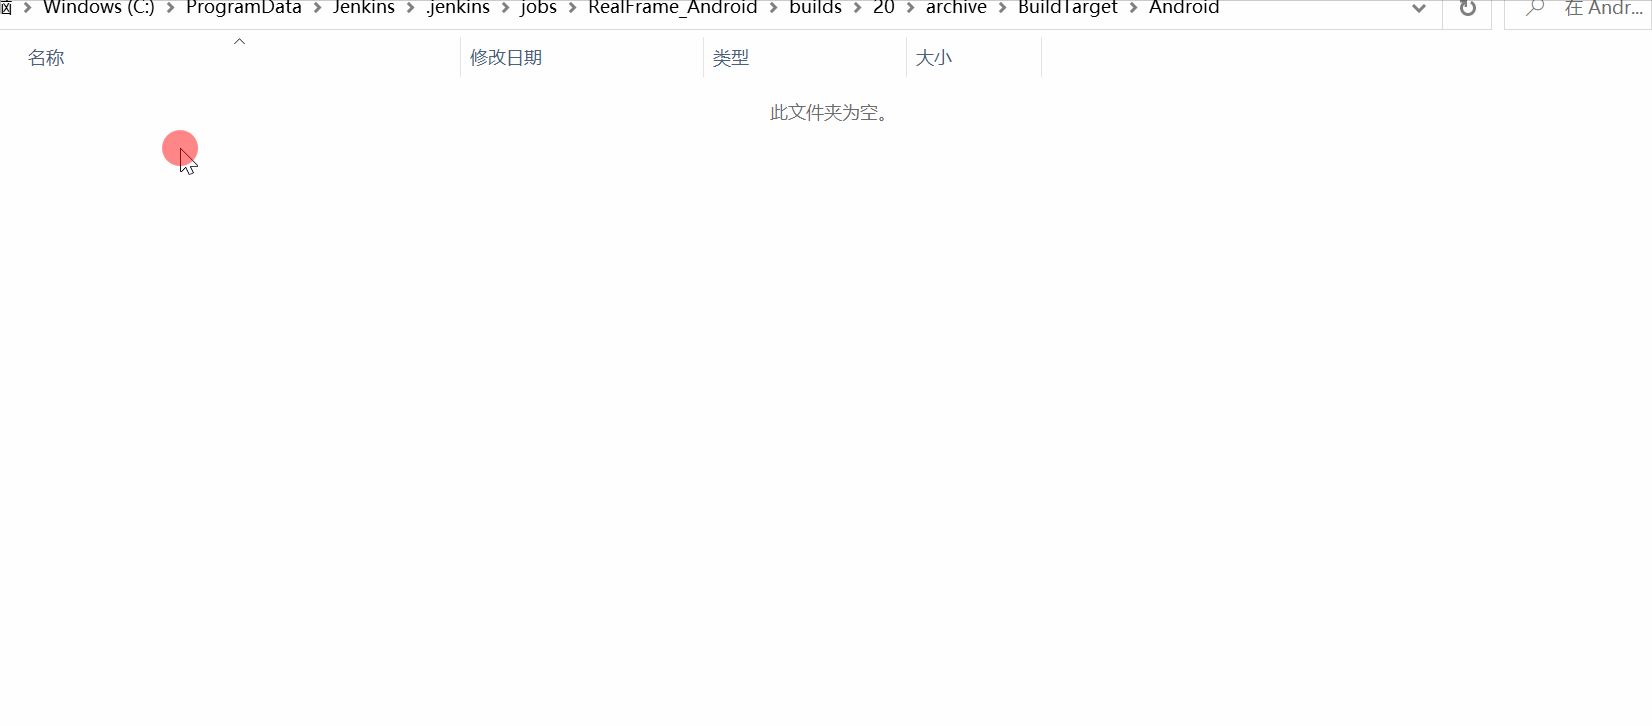 Windows (C:) > ProgramData > Jenkins > .jenkins > jobs > RealFrame_Android > builds > 20 > archive > BuildTarget > Android 在 Andr...
名称 修改日期 类型 大小
此文件夹为空。